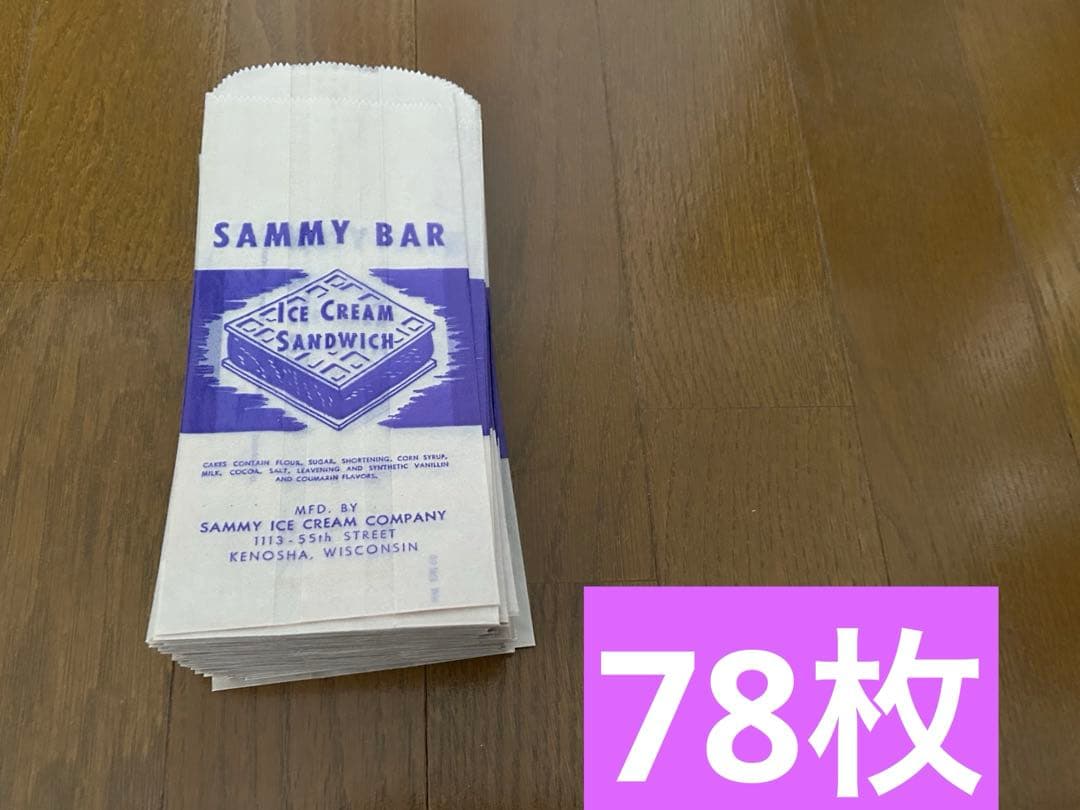 SAMMY BAR
ICE CREAM
SANDWICH
CAKES CONTAIN FLOUR, SUGAR, SHORTENING, CORN SYRUP,
MILK, COCOA, SALT, LEAVENING AND SYNTHETIC VANILLIN
AND COUMARIN FLAVORS.
MFD. BY
SAMMY ICE CREAM COMPANY
1113 - 55th STREET
KENOSHA, WISCONSIN
78枚